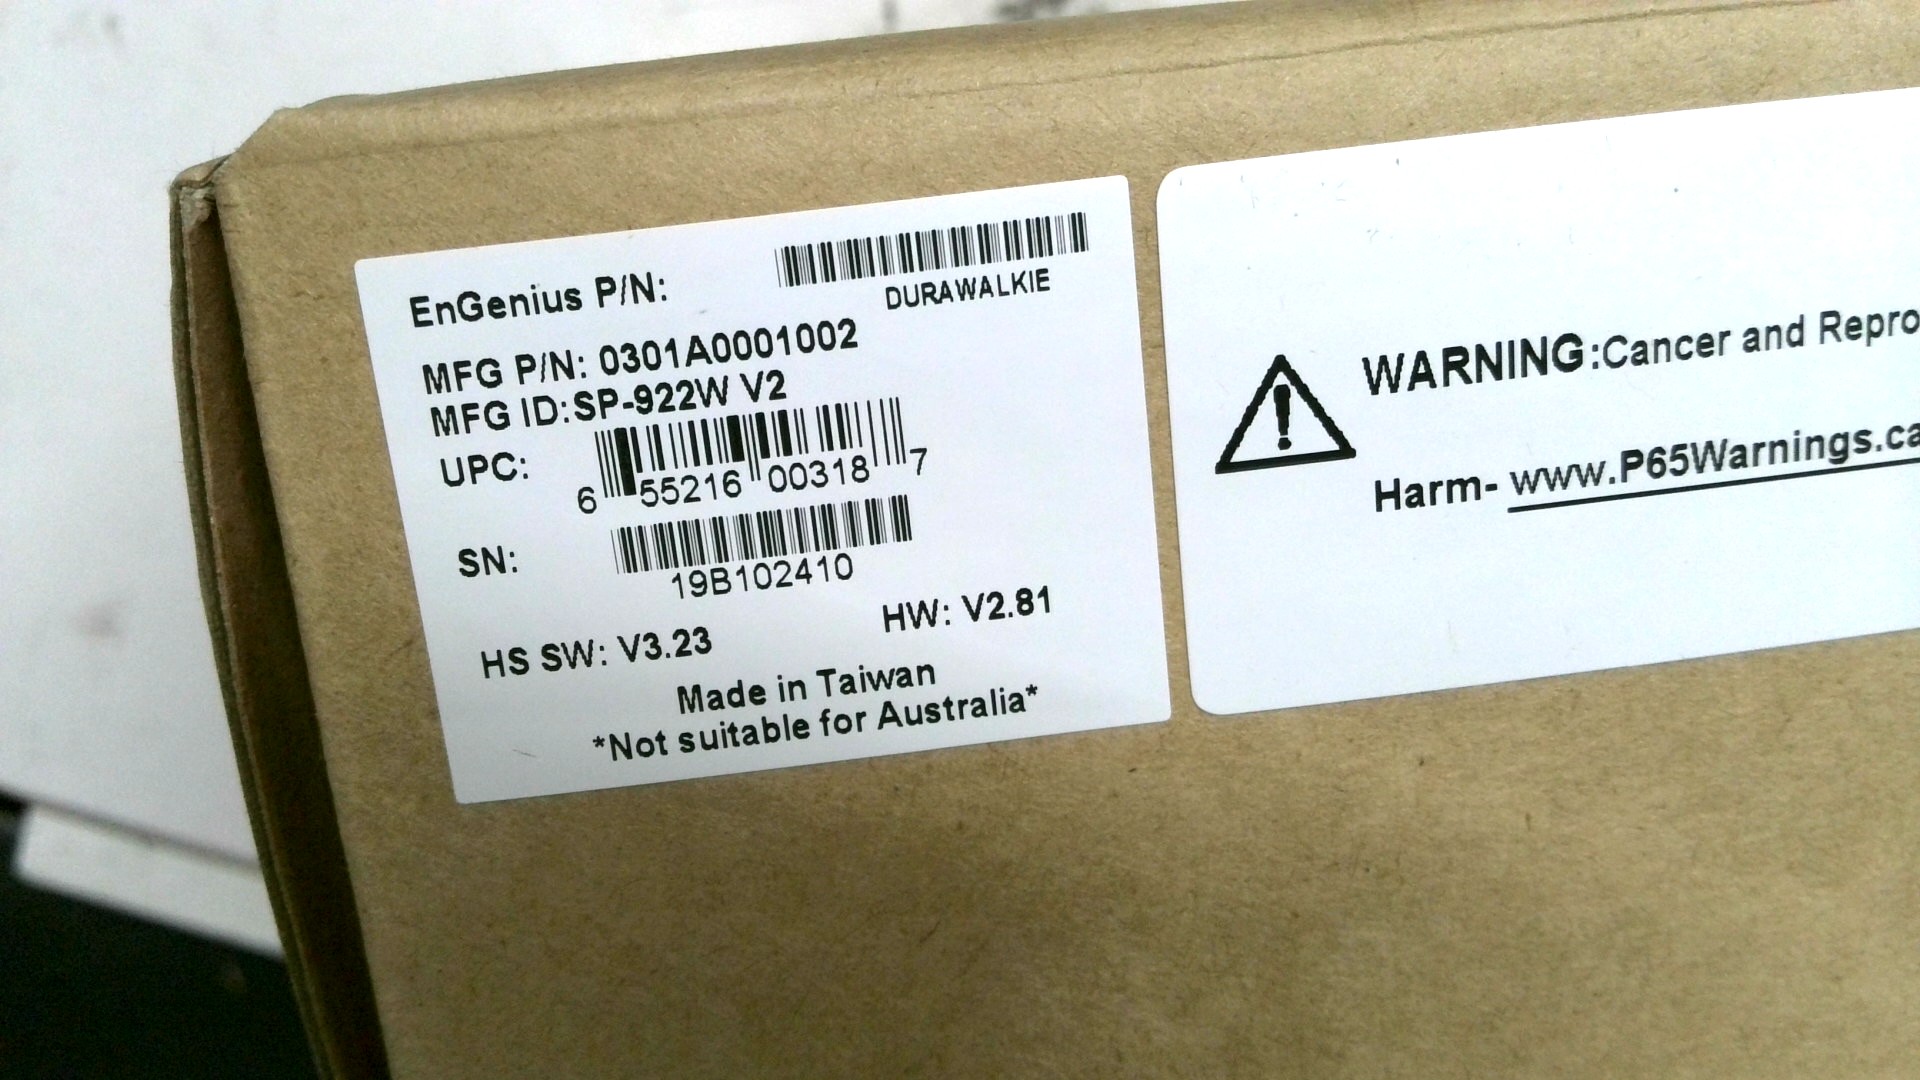 EnGenius P/N:
DURAWALKIE
MFG P/N: 0301A0001002
MFG ID:SP-922W V2
UPC:
6 55216 00318 7
SN:
19B102410
HS SW: V3.23
HW: V2.81
Made in Taiwan
*Not suitable for Australia*
WARNING:Cancer and Repro
Harm- www.P65Warnings.ca